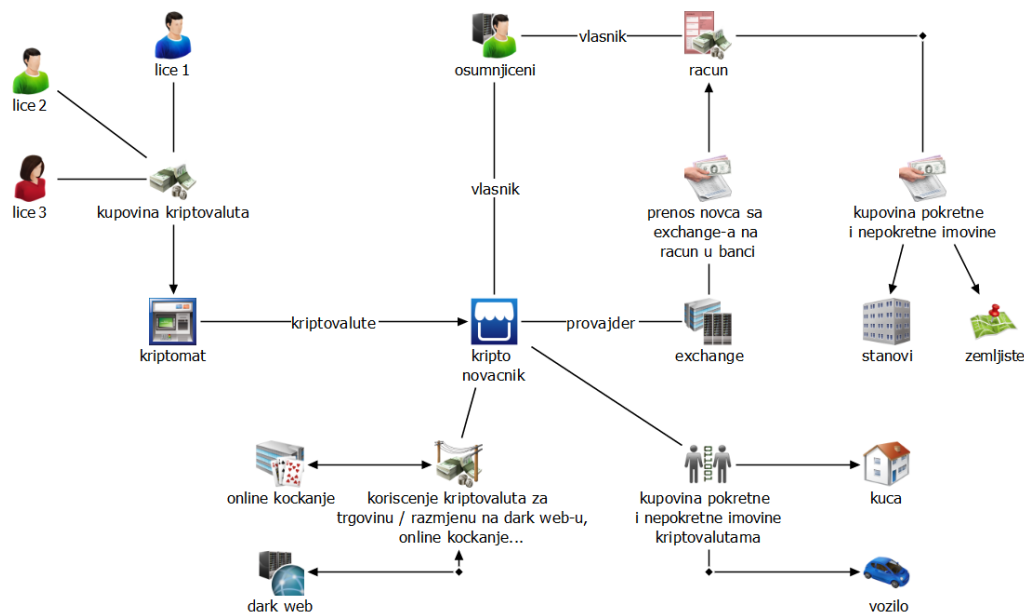 lice 1
lice 2
lice 3
kupovina kriptovaluta
osumnjiceni
vlasnik
racun
vlasnik
prenos novca sa
exchange-a na
racun u banci
kupovina pokretne
i nepokretne imovine
kriptomat
kriptovalute
kripto
novacnik
provajder
exchange
stanovi
zemljiste
online kockanje
koriscenje kriptovaluta za
trgovinu / razmjenu na dark web-u,
online kockanje...
kupovina pokretne
i nepokretne imovine
kriptovalutama
kuca
dark web
vozilo